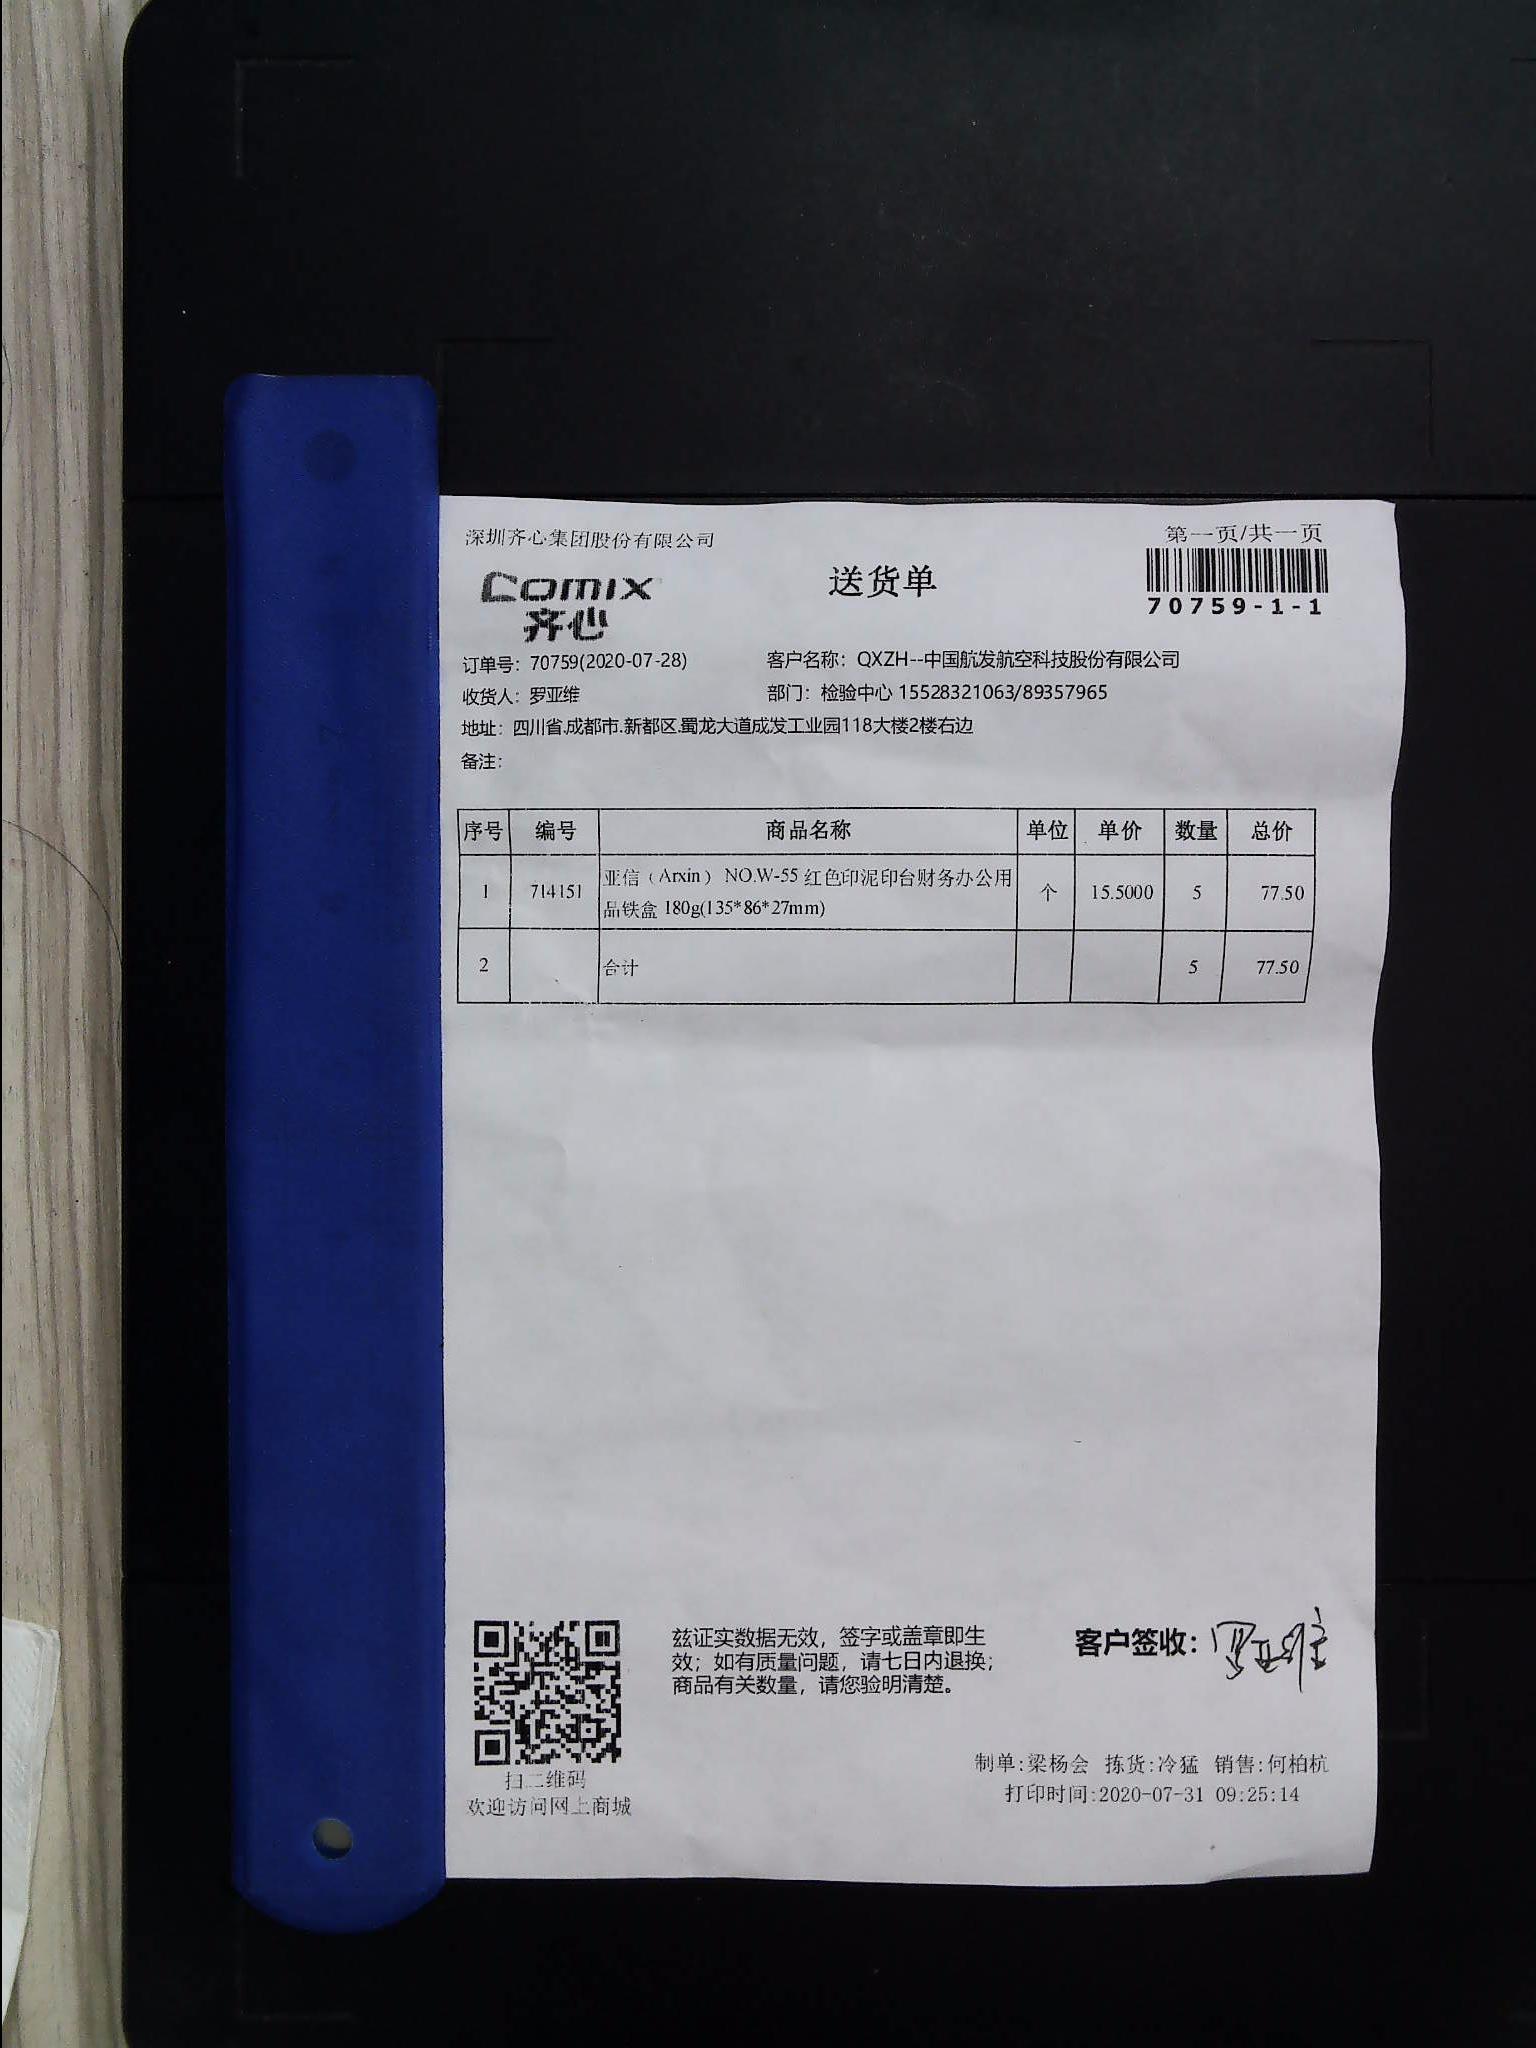 深圳齐心集团股份有限公司
第一页/共一页
comix
齐心
送货单
70759-1-1
订单号：70759(2020-07-28)
客户名称：QXZH--中国航发航空科技股份有限公司
收货人：罗亚维
部门：检验中心 15528321063/89357965
地址：四川省.成都市.新都区.蜀龙大道成发工业园118大楼2楼右边
备注：
序号 编号 商品名称 单位 单价 数量 总价
1 714151 亚信（Arxin）NO.W-55 红色印泥印台财务办公用 个 15.5000 5 77.50
品铁盒 180g(135*86*27mm)
2 合计 5 77.50
兹证实数据无效，签字或盖章即生
效；如有质量问题，请七日内退换；
商品有关数量，请您验明清楚。
客户签收：罗亚维
扫二维码
欢迎访问网上商城
制单:梁杨会 拣货:冷猛 销售:何柏杭
打印时间:2020-07-31 09:25:14